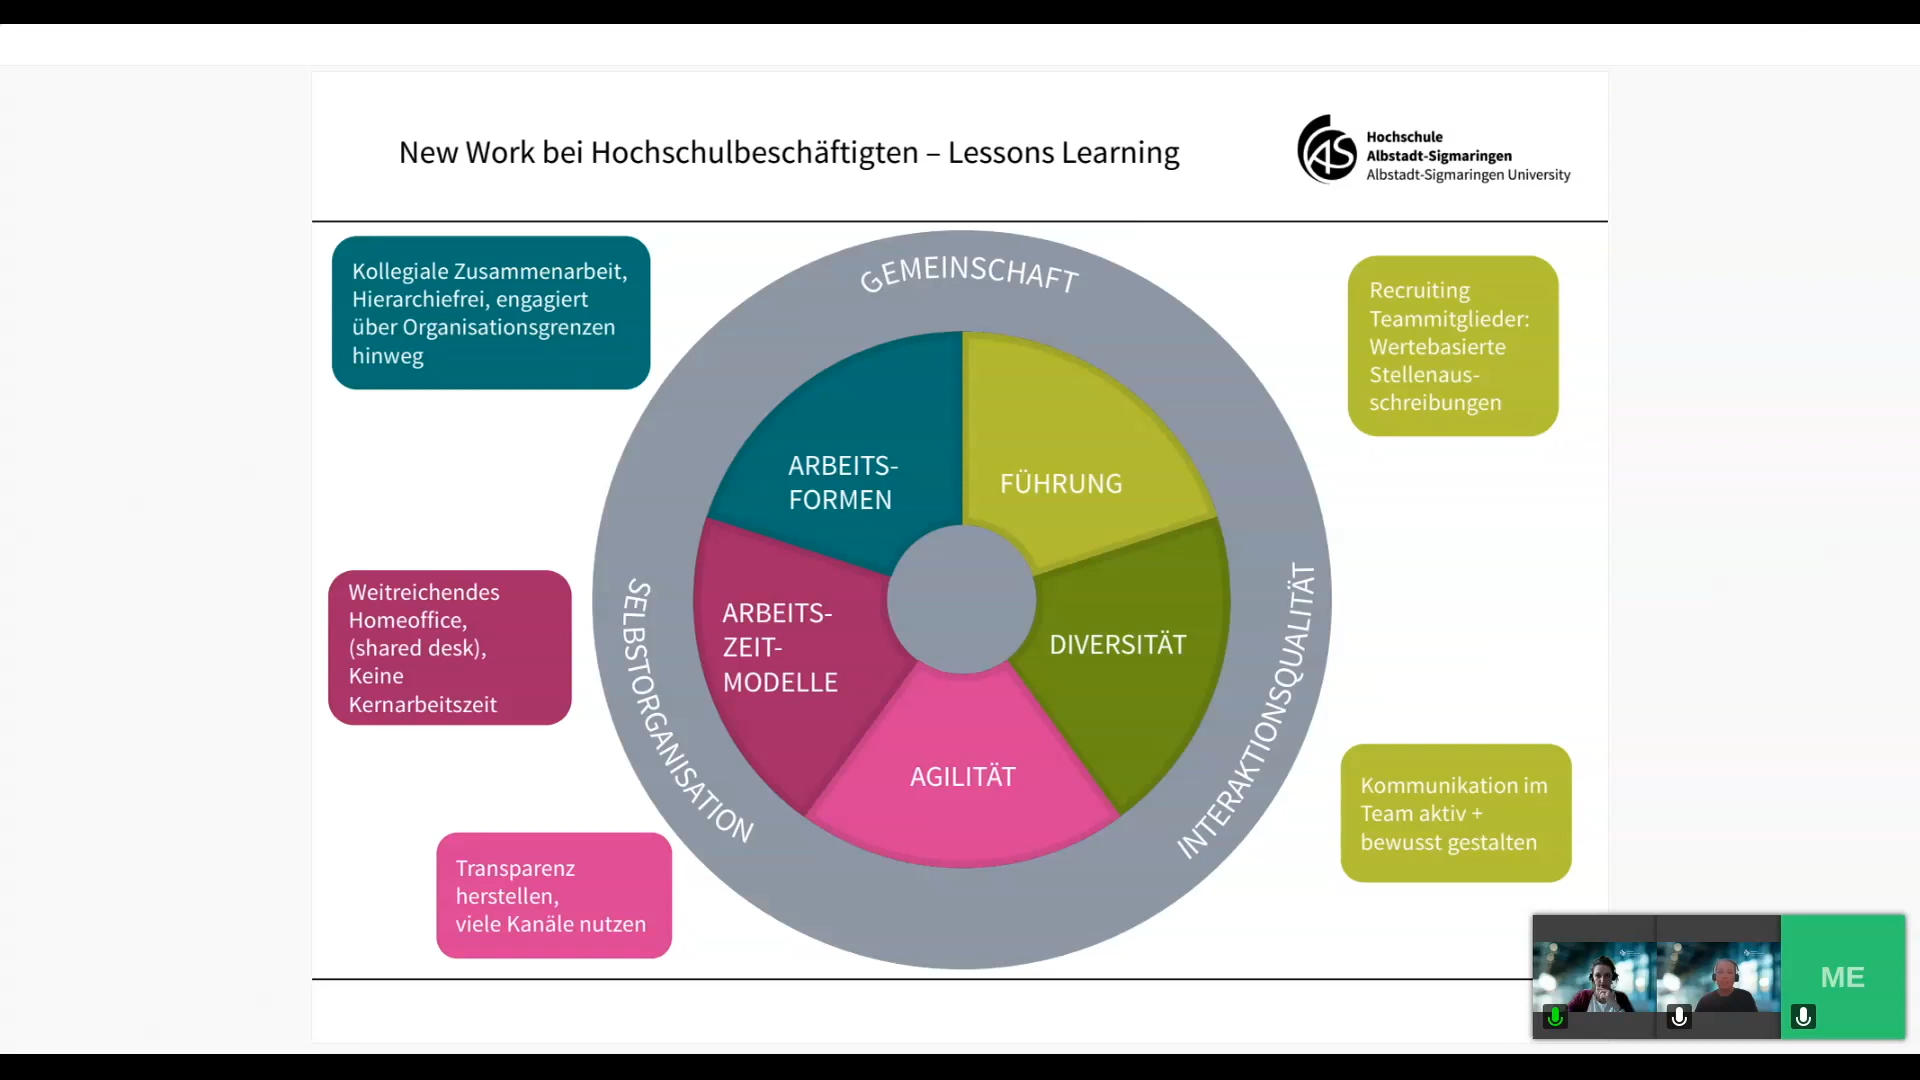 New Work bei Hochschulbeschäftigten – Lessons Learning
Hochschule
Albstadt-Sigmaringen
Albstadt-Sigmaringen University
Kollegiale Zusammenarbeit,
Hierarchiefrei, engagiert
über Organisationsgrenzen
hinweg
GEMEINSCHAFT
Recruiting
Teammitglieder:
Wertebasierte
Stellenaus-
schreibungen
ARBEITS-
FORMEN
FÜHRUNG
Weitreichendes
Homeoffice,
(shared desk),
Keine
Kernarbeitszeit
SELBSTORGANISATION
ARBEITS-
ZEIT-
MODELLE
DIVERSITÄT
INTERAKTIONSQUALITÄT
AGILITÄT
Kommunikation im
Team aktiv +
bewusst gestalten
Transparenz
herstellen,
viele Kanäle nutzen
ME